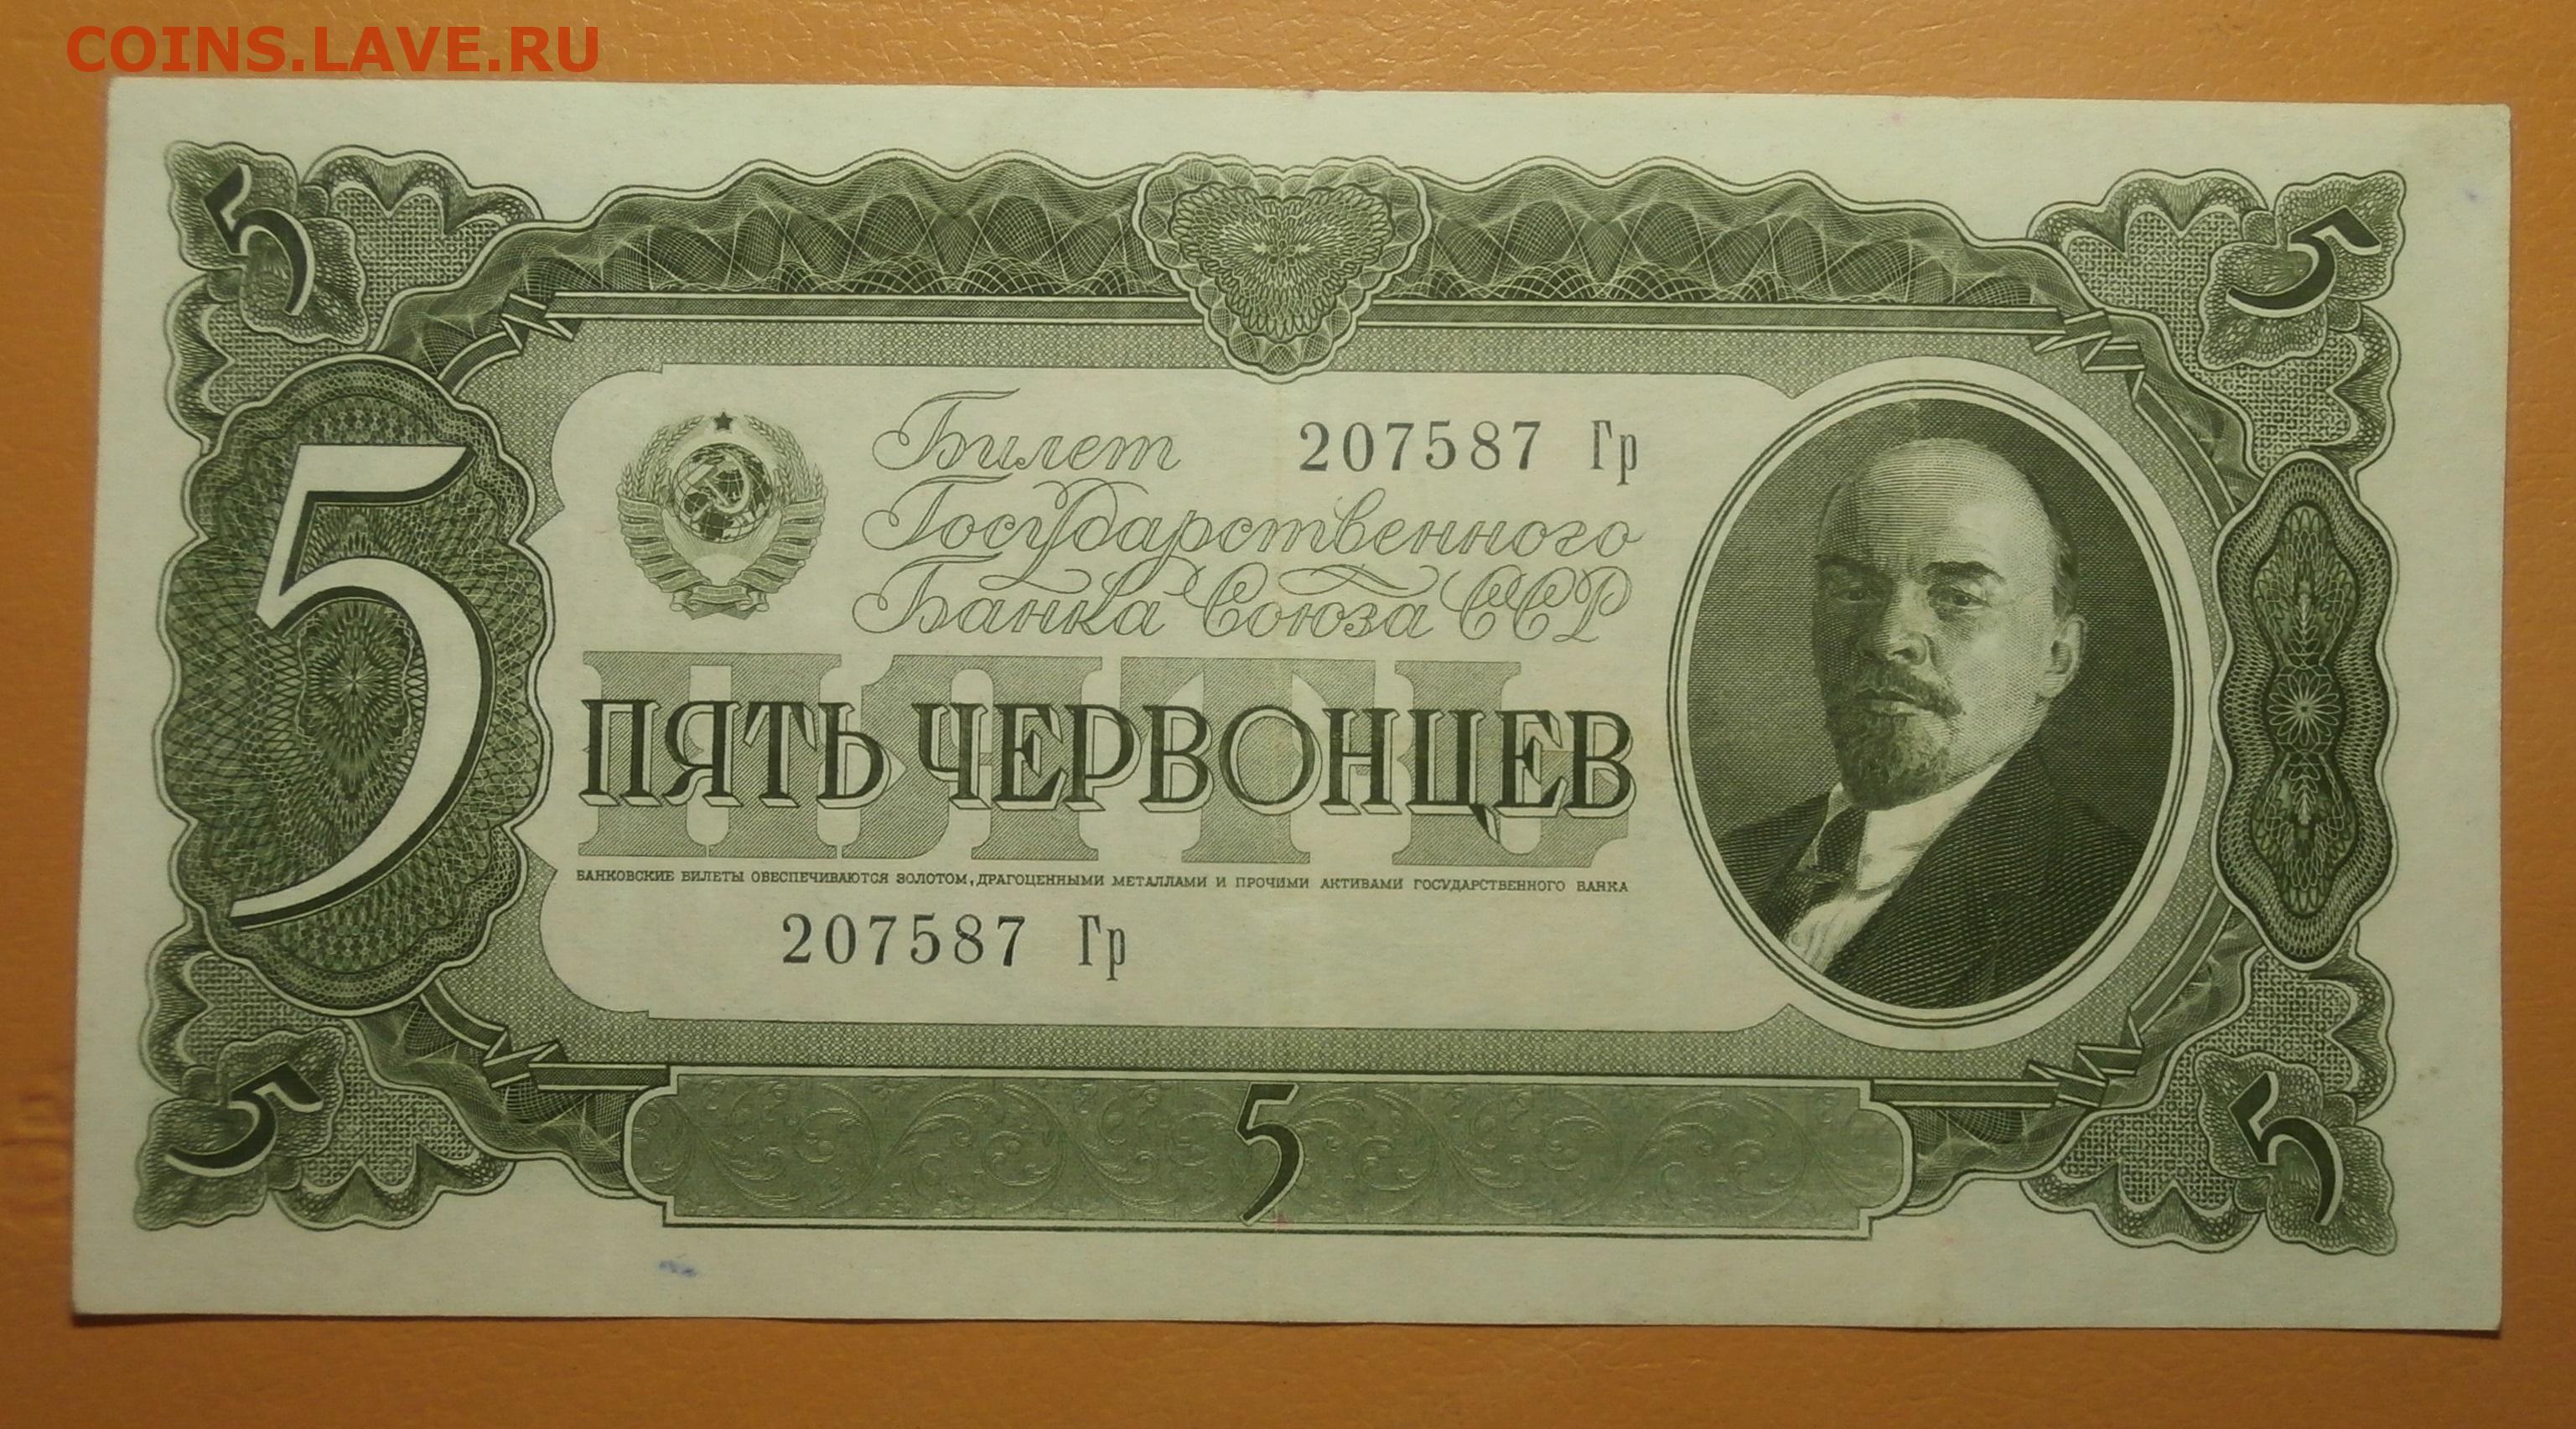 COINS.LAVE.RU
5 5
Билет 207587 Гр
Государственного
Банка Союза ССР
5
ПЯТЬ
ПЯТЬ ЧЕРВОНЦЕВ
БАНКОВСКИЕ БИЛЕТЫ ОБЕСПЕЧИВАЮТСЯ ЗОЛОТОМ, ДРАГОЦЕННЫМИ МЕТАЛЛАМИ И ПРОЧИМИ АКТИВАМИ ГОСУДАРСТВЕННОГО БАНКА
207587 Гр
5 5 5